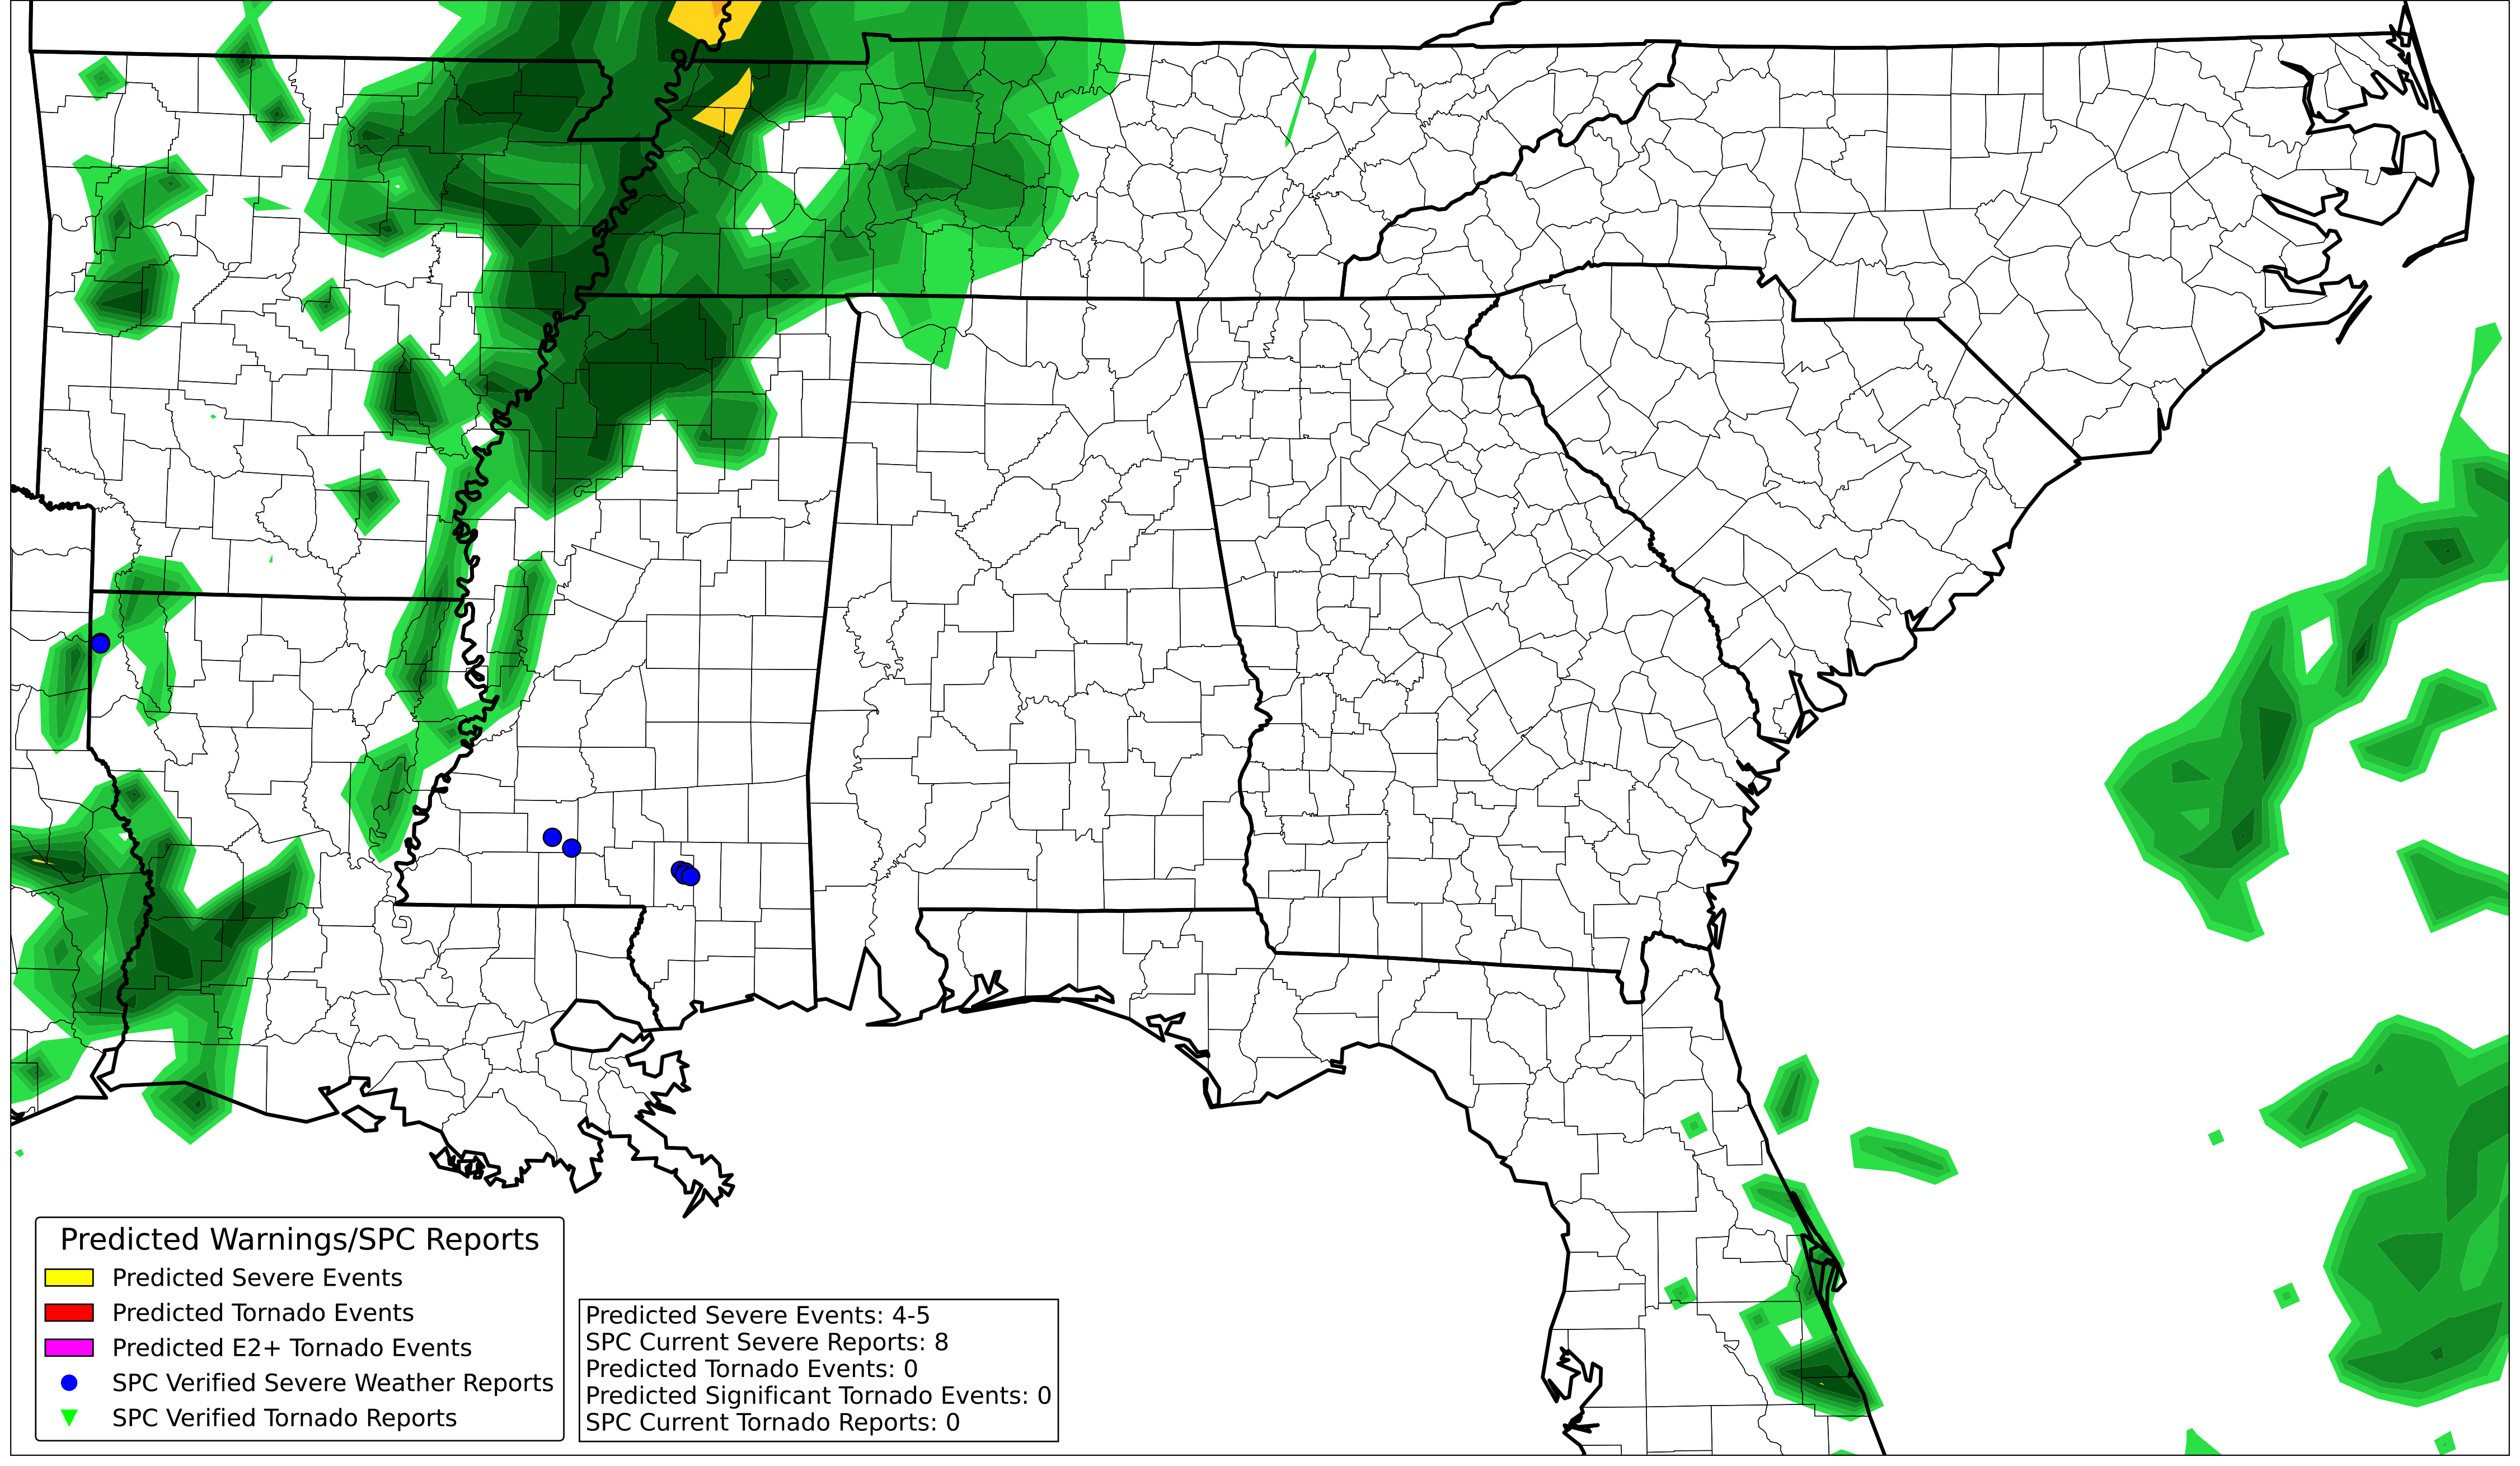 Predicted Warnings/SPC Reports
Predicted Severe Events
Predicted Tornado Events
Predicted E2+ Tornado Events
SPC Verified Severe Weather Reports
SPC Verified Tornado Reports
Predicted Severe Events: 4-5
SPC Current Severe Reports: 8
Predicted Tornado Events: 0
Predicted Significant Tornado Events: 0
SPC Current Tornado Reports: 0